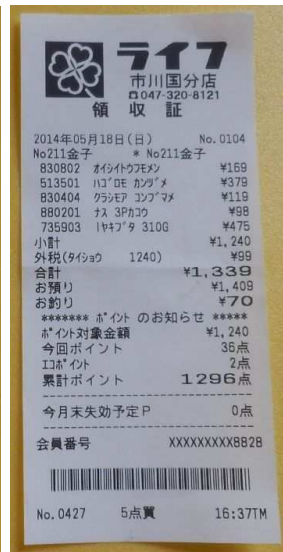 ライフ
市川国分店
☎047-320-8121
領収証
2014年05月18日(日) No.0104
No211金子 * No211金子
830802 オイシイトウフモメン ¥169
513501 ハゴロモ カンヅメ ¥379
830404 クラシモア コンブマメ ¥119
880201 ナス 3Pカコウ ¥98
735903 Iヤキブタ 310G ¥475
小計 ¥1,240
外税(タイショウ 1240) ¥99
合計 ¥1,339
お預り ¥1,409
お釣り ¥70
******* ポイント のお知らせ *****
ポイント対象金額 ¥1,240
今回ポイント 36点
エコポイント 2点
累計ポイント 1296点
今月末失効予定P 0点
会員番号 XXXXXXXXX8828
No.0427 5点買 16:37TM